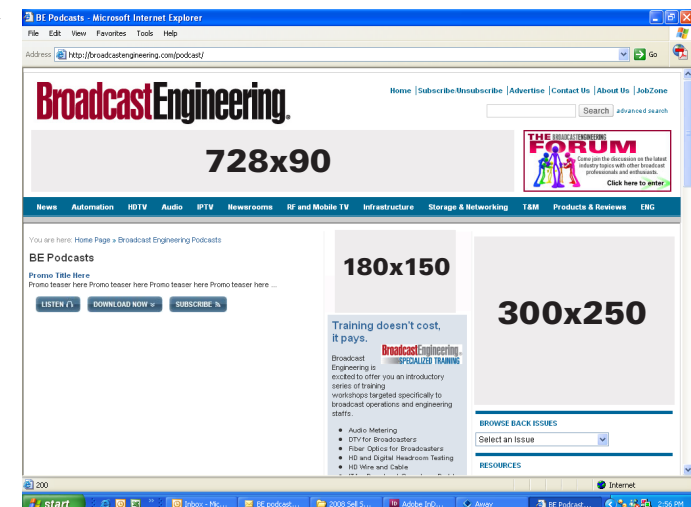 BE Podcasts - Microsoft Internet Explorer
File Edit View Favorites Tools Help
Address http://broadcastengineering.com/podcast/ Go
BroadcastEngineering.
Home | Subscribe/Unsubscribe | Advertise | Contact Us | About Us | JobZone
Search advanced search
728x90
THE BROADCASTENGINEERING
FORUM
Come join the discussion on the latest
industry topics with other broadcast
professionals and enthusiasts.
Click here to enter
News Automation HDTV Audio IPTV Newsrooms RF and Mobile TV Infrastructure Storage & Networking T&M Products & Reviews ENG
You are here: Home Page » Broadcast Engineering Podcasts
BE Podcasts
Promo Title Here
Promo teaser here Promo teaser here Promo teaser here Promo teaser here ...
LISTEN DOWNLOAD NOW SUBSCRIBE
180x150
Training doesn't cost,
it pays.
BroadcastEngineering
SPECIALIZED TRAINING
Broadcast
Engineering is
excited to offer you an introductory
series of training
workshops targeted specifically to
broadcast operations and engineering
staffs.
Audio Metering
DTV for Broadcasters
Fiber Optics for Broadcasters
HD and Digital Headroom Testing
HD Wire and Cable
300x250
BROWSE BACK ISSUES
Select an Issue
RESOURCES
200 Internet
start Inbox - Mic... BE podcast... 2008 Sell S... Adobe InD... Away BE Podcast... 2:56 PM